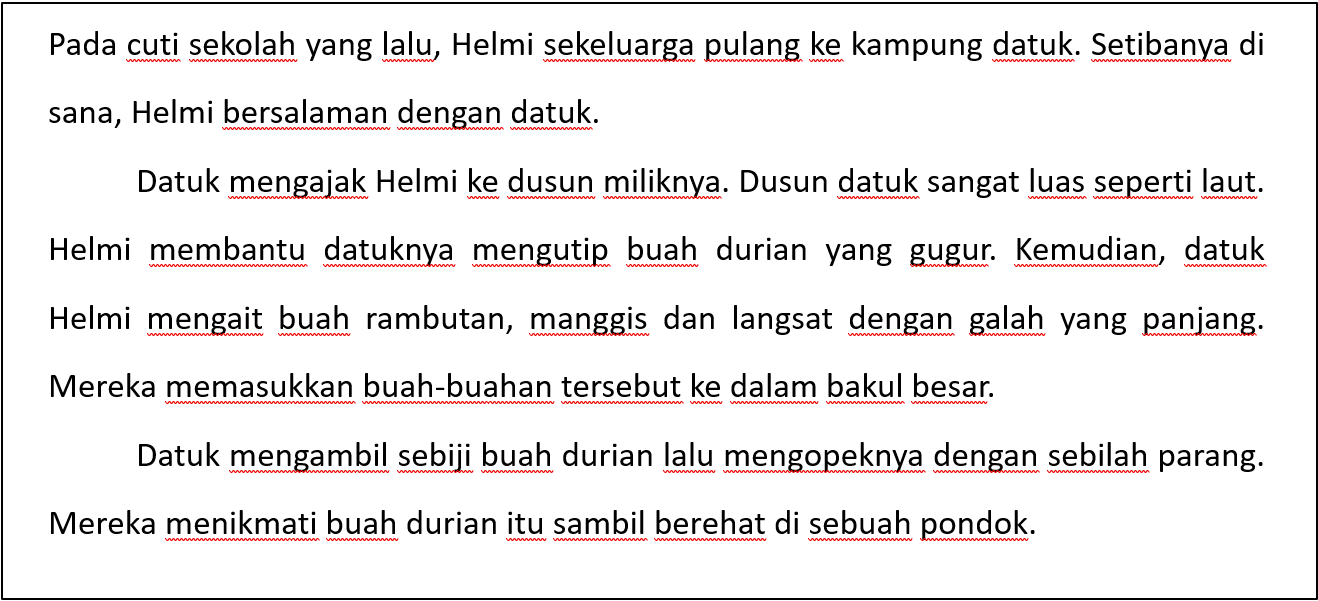 Pada cuti sekolah yang lalu, Helmi sekeluarga pulang ke kampung datuk. Setibanya di
sana, Helmi bersalaman dengan datuk.
Datuk mengajak Helmi ke dusun miliknya. Dusun datuk sangat luas seperti laut.
Helmi membantu datuknya mengutip buah durian yang gugur. Kemudian, datuk
Helmi mengait buah rambutan, manggis dan langsat dengan galah yang panjang.
Mereka memasukkan buah-buahan tersebut ke dalam bakul besar.
Datuk mengambil sebiji buah durian lalu mengopeknya dengan sebilah parang.
Mereka menikmati buah durian itu sambil berehat di sebuah pondok.